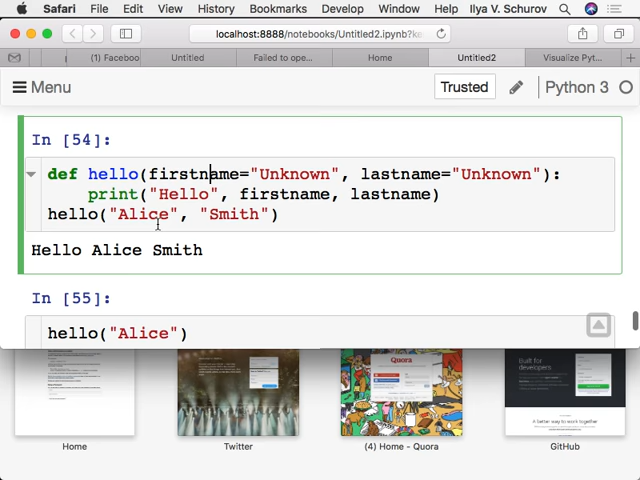 Safari File Edit View History Bookmarks Develop Window Help Ilya V. Schurov
localhost:8888/notebooks/Untitled2.ipynb?ke
(1) Faceboo Untitled Failed to ope... Home Untitled2 Visualize Pyt...
Menu Trusted Python 3
In [54]:
def hello(firstname="Unknown", lastname="Unknown"):
print("Hello", firstname, lastname)
hello("Alice", "Smith")
Hello Alice Smith
In [55]:
hello("Alice")
Quora
Built for
developers
A better way to work together
Home Twitter (4) Home - Quora GitHub